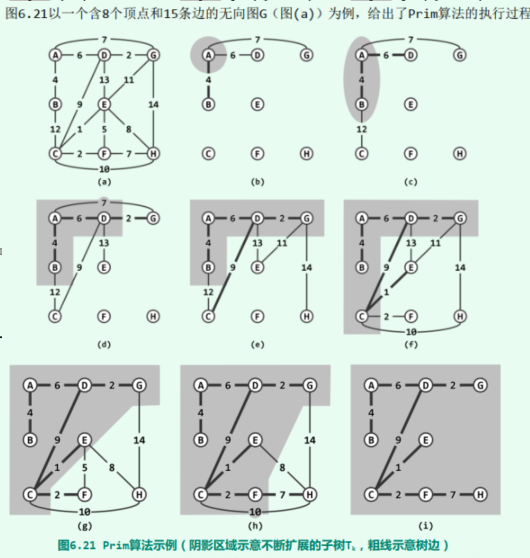 图6.21以一个含8个顶点和15条边的无向图G（图(a)）为例，给出了Prim算法的执行过程
7
A 6 D 2 G
4 13 11
B 9 E 14
12 1 5 8
C 2 F 7 H
10
(a)
7
A 6 D G
4
B E
C F H
(b)
7
A 6 D G
4
B E
12
C F H
(c)
7
A 6 D 2 G
4 13
B 9 E
12
C F H
(d)
A 6 D 2 G
4 13 11
B 9 E 14
12
C F H
(e)
A 6 D 2 G
4 13 11
B 9 E 14
1
C 2 F H
10
(f)
A 6 D 2 G
4
B 9 E 14
1 5 8
C 2 F H
10
(g)
A 6 D 2 G
4
B 9 E 14
1 8
C 2 F 7 H
10
(h)
A 6 D 2 G
4
B 9 E
1
C 2 F 7 H
(i)
图6.21 Prim算法示例（阴影区域示意不断扩展的子树Tₖ，粗线示意树边）